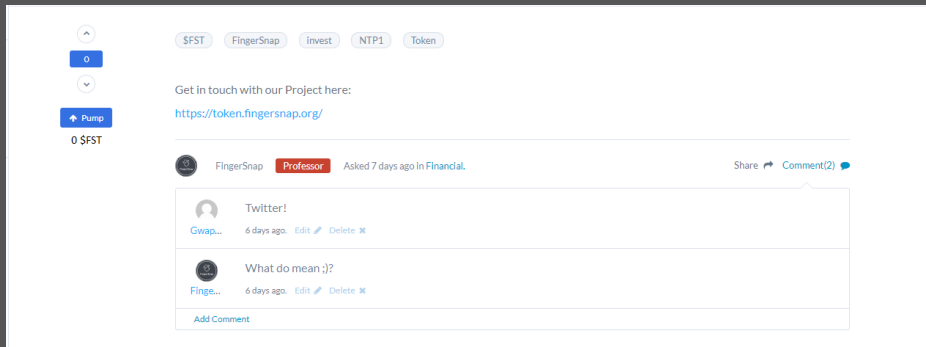 $FST FingerSnap invest NTP1 Token
0
Get in touch with our Project here:
https://token.fingersnap.org/
Pump
0 $FST
FingerSnap Professor Asked 7 days ago in Financial. Share Comment(2)
Twitter!
Gwap... 6 days ago. Edit Delete
What do mean ;)?
Finge... 6 days ago. Edit Delete
Add Comment